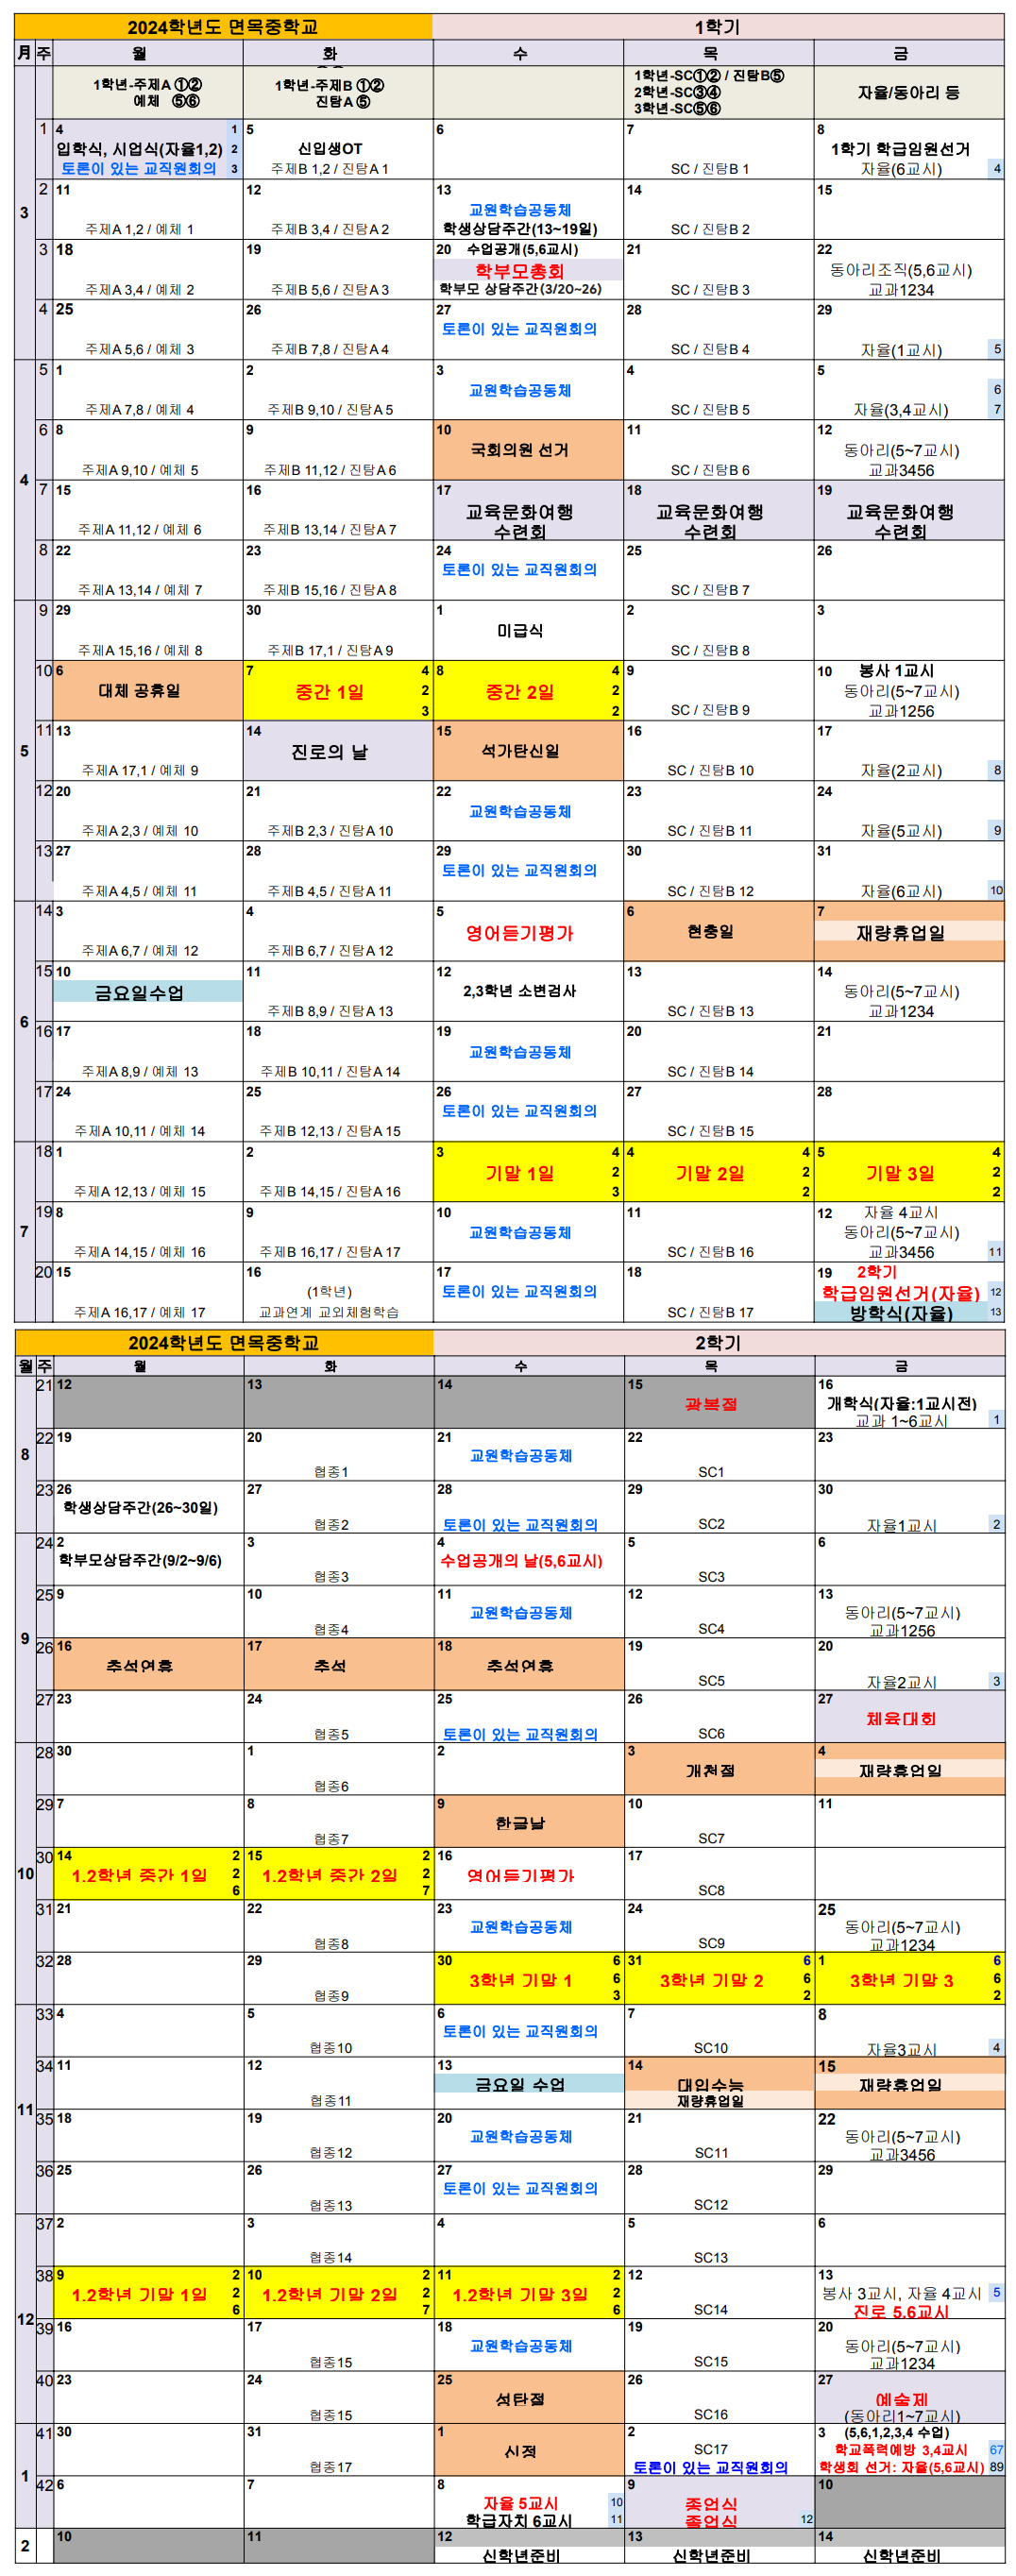 2024학년도 면목중학교 1학기
月 주 월 화 수 목 금
1학년-주제A ①②
예체 ⑤⑥
1학년-주제B ①②
진탐A ⑤
1학년-SC①② / 진탐B⑤
2학년-SC③④
3학년-SC⑤⑥
자율/동아리 등
3
1
4 1
입학식, 시업식(자율1,2) 2
토론이 있는 교직원회의 3
5
신입생OT
주제B 1,2 / 진탐A 1
6
7
SC / 진탐B 1
8
1학기 학급임원선거
자율(6교시) 4
2
11
주제A 1,2 / 예체 1
12
주제B 3,4 / 진탐A 2
13
교원학습공동체
학생상담주간(13~19일)
14
SC / 진탐B 2
15
3
18
주제A 3,4 / 예체 2
19
주제B 5,6 / 진탐A 3
20 수업공개(5,6교시)
학부모총회
학부모 상담주간(3/20~26)
21
SC / 진탐B 3
22
동아리조직(5,6교시)
교과1234
4
25
주제A 5,6 / 예체 3
26
주제B 7,8 / 진탐A 4
27
토론이 있는 교직원회의
28
SC / 진탐B 4
29
자율(1교시) 5
4
5
1
주제A 7,8 / 예체 4
2
주제B 9,10 / 진탐A 5
3
교원학습공동체
4
SC / 진탐B 5
5
6
자율(3,4교시) 7
6
8
주제A 9,10 / 예체 5
9
주제B 11,12 / 진탐A 6
10
국회의원 선거
11
SC / 진탐B 6
12
동아리(5~7교시)
교과3456
7
15
주제A 11,12 / 예체 6
16
주제B 13,14 / 진탐A 7
17
교육문화여행
수련회
18
교육문화여행
수련회
19
교육문화여행
수련회
8
22
주제A 13,14 / 예체 7
23
주제B 15,16 / 진탐A 8
24
토론이 있는 교직원회의
25
SC / 진탐B 7
26
5
9
29
주제A 15,16 / 예체 8
30
주제B 17,1 / 진탐A 9
1
미급식
2
SC / 진탐B 8
3
10
6
대체 공휴일
7 4
중간 1일 2
3
8 4
중간 2일 2
2
9
SC / 진탐B 9
10 봉사 1교시
동아리(5~7교시)
교과1256
11
13
주제A 17,1 / 예체 9
14
진로의 날
15
석가탄신일
16
SC / 진탐B 10
17
자율(2교시) 8
12
20
주제A 2,3 / 예체 10
21
주제B 2,3 / 진탐A 10
22
교원학습공동체
23
SC / 진탐B 11
24
자율(5교시) 9
13
27
주제A 4,5 / 예체 11
28
주제B 4,5 / 진탐A 11
29
토론이 있는 교직원회의
30
SC / 진탐B 12
31
자율(6교시) 10
6
14
3
주제A 6,7 / 예체 12
4
주제B 6,7 / 진탐A 12
5
영어듣기평가
6
현충일
7
재량휴업일
15
10
금요일수업
11
주제B 8,9 / 진탐A 13
12
2,3학년 소변검사
13
SC / 진탐B 13
14
동아리(5~7교시)
교과1234
16
17
주제A 8,9 / 예체 13
18
주제B 10,11 / 진탐A 14
19
교원학습공동체
20
SC / 진탐B 14
21
17
24
주제A 10,11 / 예체 14
25
주제B 12,13 / 진탐A 15
26
토론이 있는 교직원회의
27
SC / 진탐B 15
28
7
18
1
주제A 12,13 / 예체 15
2
주제B 14,15 / 진탐A 16
3 4
기말 1일 2
3
4 4
기말 2일 2
2
5 4
기말 3일 2
2
19
8
주제A 14,15 / 예체 16
9
주제B 16,17 / 진탐A 17
10
교원학습공동체
11
SC / 진탐B 16
12 자율 4교시
동아리(5~7교시)
교과3456 11
20
15
주제A 16,17 / 예체 17
16
(1학년)
교과연계 교외체험학습
17
토론이 있는 교직원회의
18
SC / 진탐B 17
19 2학기
학급임원선거(자율) 12
방학식(자율) 13
2024학년도 면목중학교 2학기
월 주 월 화 수 목 금
8
21
12
13
14
15
광복절
16
개학식(자율:1교시전)
교과 1~6교시 1
22
19
20
협종1
21
교원학습공동체
22
SC1
23
23
26
학생상담주간(26~30일)
27
협종2
28
토론이 있는 교직원회의
29
SC2
30
자율1교시 2
9
24
2
학부모상담주간(9/2~9/6)
3
협종3
4
수업공개의 날(5,6교시)
5
SC3
6
25
9
10
협종4
11
교원학습공동체
12
SC4
13
동아리(5~7교시)
교과1256
26
16
추석연휴
17
추석
18
추석연휴
19
SC5
20
자율2교시 3
27
23
24
협종5
25
토론이 있는 교직원회의
26
SC6
27
체육대회
10
28
30
1
협종6
2
3
개천절
4
재량휴업일
29
7
8
협종7
9
한글날
10
SC7
11
30
14 2
1.2학년 중간 1일 2
6
15 2
1.2학년 중간 2일 2
7
16
영어듣기평가
17
SC8
31
21
22
협종8
23
교원학습공동체
24
SC9
25
동아리(5~7교시)
교과1234
32
28
29
협종9
30 6
3학년 기말 1 6
3
31 6
3학년 기말 2 6
2
1 6
3학년 기말 3 6
2
11
33
4
5
협종10
6
토론이 있는 교직원회의
7
SC10
8
자율3교시 4
34
11
12
협종11
13
금요일 수업
14
대입수능
재량휴업일
15
재량휴업일
35
18
19
협종12
20
교원학습공동체
21
SC11
22
동아리(5~7교시)
교과3456
36
25
26
협종13
27
토론이 있는 교직원회의
28
SC12
29
12
37
2
3
협종14
4
5
SC13
6
38
9 2
1.2학년 기말 1일 2
6
10 2
1.2학년 기말 2일 2
7
11 2
1.2학년 기말 3일 2
6
12
SC14
13
봉사 3교시, 자율 4교시 5
진로 5.6교시
39
16
17
협종15
18
교원학습공동체
19
SC15
20
동아리(5~7교시)
교과1234
40
23
24
협종15
25
성탄절
26
SC16
27
예술제
(동아리1~7교시)
1
41
30
31
협종17
1
신정
2
SC17
토론이 있는 교직원회의
3 (5,6,1,2,3,4 수업)
학교폭력예방 3,4교시 67
학생회 선거: 자율(5,6교시) 89
42
6
7
8
자율 5교시 10
학급자치 6교시 11
9
종업식
종업식 12
10
2
10
11
12
신학년준비
13
신학년준비
14
신학년준비